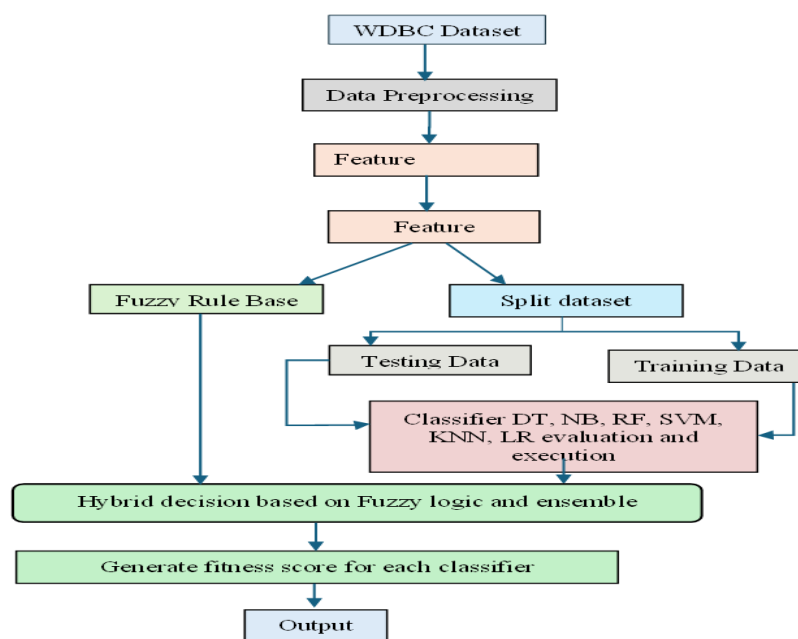 WDBC Dataset
Data Preprocessing
Feature
Feature
Fuzzy Rule Base
Split dataset
Testing Data
Training Data
Classifier DT, NB, RF, SVM,
KNN, LR evaluation and
execution
Hybrid decision based on Fuzzy logic and ensemble
Generate fitness score for each classifier
Output